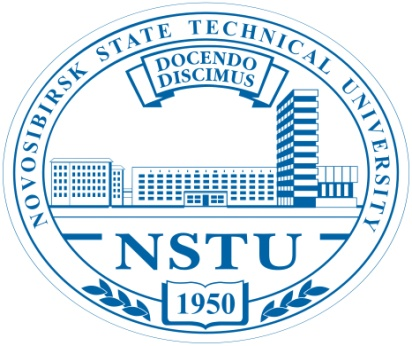 NOVOSIBIRSK STATE TECHNICAL UNIVERSITY
DOCENDO
DISCIMUS
NSTU
1950